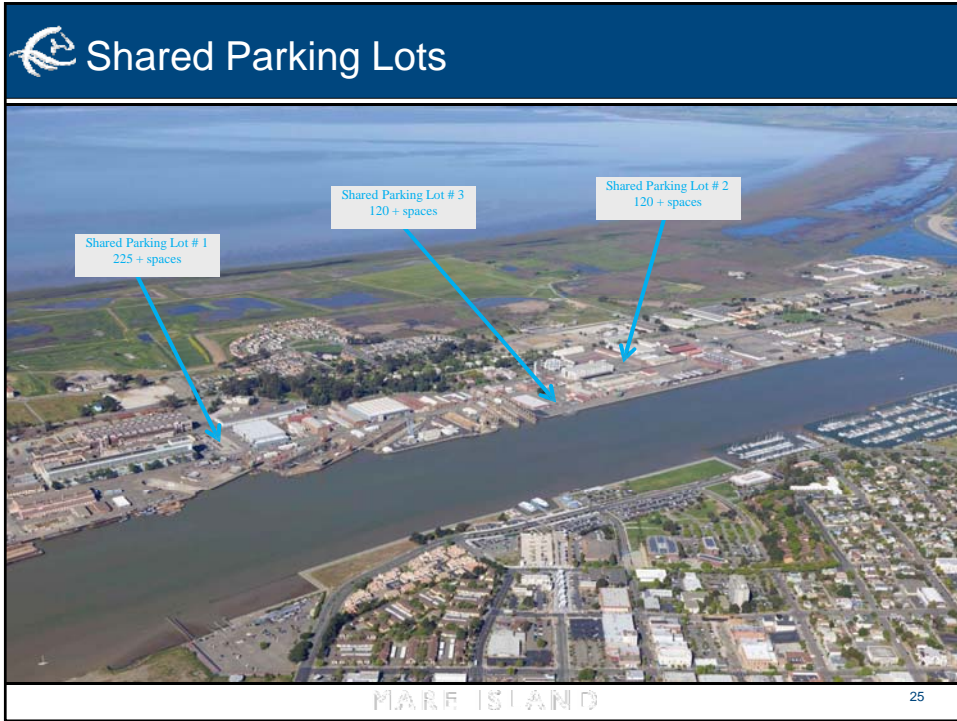 Shared Parking Lots
Shared Parking Lot # 3
120 + spaces
Shared Parking Lot # 2
120 + spaces
Shared Parking Lot # 1
225 + spaces
MARE ISLAND
25